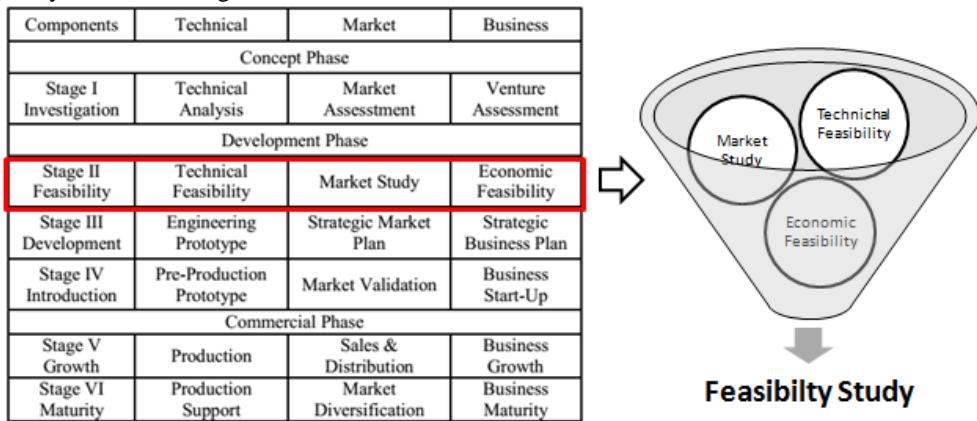 Components Technical Market Business
Concept Phase
Stage I Technical Market Venture
Investigation Analysis Assesstment Assessment
Development Phase
Stage II Technical Market Study Economic
Feasibility Feasibility Feasibility
Stage III Engineering Strategic Market Strategic
Development Prototype Plan Business Plan
Stage IV Pre-Production Market Validation Business
Introduction Prototype Start-Up
Commercial Phase
Stage V Production Sales & Business
Growth Distribution Growth
Stage VI Production Market Business
Maturity Support Diversification Maturity
Market
Study
Technichal
Feasibility
Economic
Feasibility
Feasibilty Study